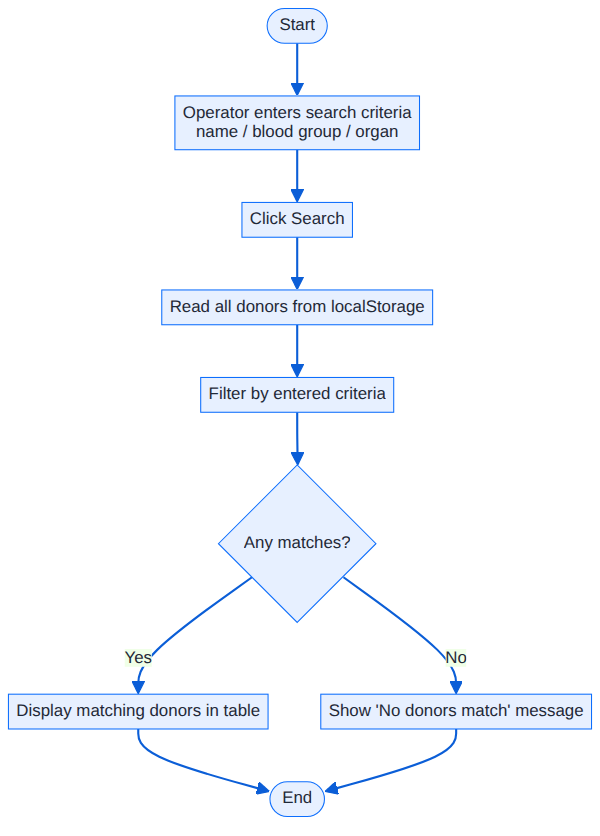 Start
Operator enters search criteria
name / blood group / organ
Click Search
Read all donors from localStorage
Filter by entered criteria
Any matches?
Yes
No
Display matching donors in table
Show 'No donors match' message
End